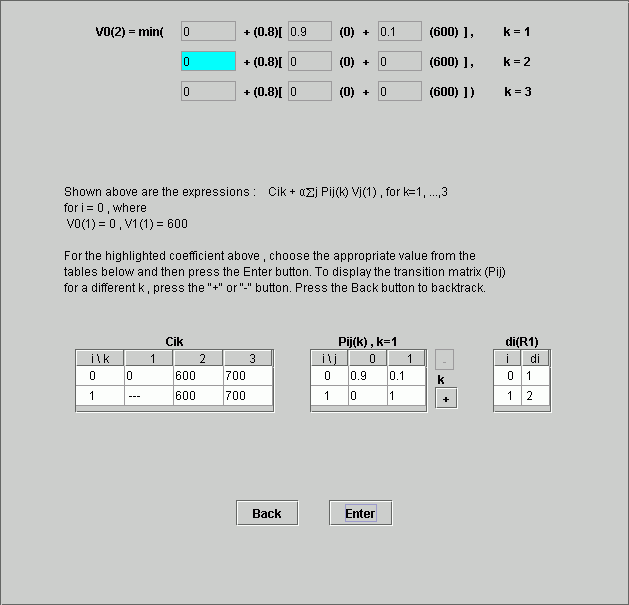 V0(2) = min( 0 + (0.8)[ 0.9 (0) + 0.1 (600) ] , k = 1
0 + (0.8)[ 0 (0) + 0 (600) ] , k = 2
0 + (0.8)[ 0 (0) + 0 (600) ] ) k = 3
Shown above are the expressions : Cik + αΣj Pij(k) Vj(1) , for k=1, ...,3
for i = 0 , where
V0(1) = 0 , V1(1) = 600
For the highlighted coefficient above , choose the appropriate value from the
tables below and then press the Enter button. To display the transition matrix (Pij)
for a different k , press the "+" or "-" button. Press the Back button to backtrack.
Cik Pij(k) , k=1 di(R1)
i \ k 1 2 3 i \ j 0 1 - i di
0 0 600 700 0 0.9 0.1 k 0 1
1 --- 600 700 1 0 1 + 1 2
Back Enter